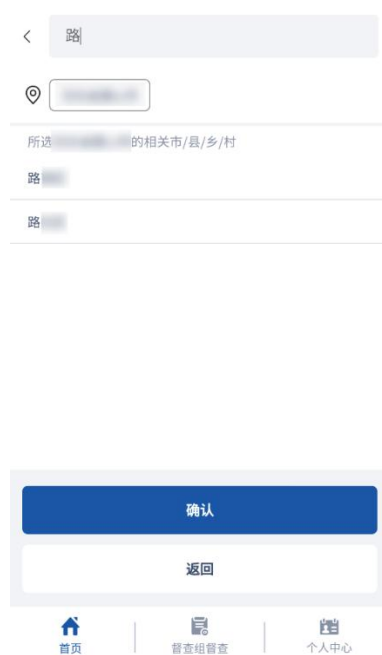 路
所选 的相关市/县/乡/村
路
路
确认
返回
首页
督查组督查
个人中心